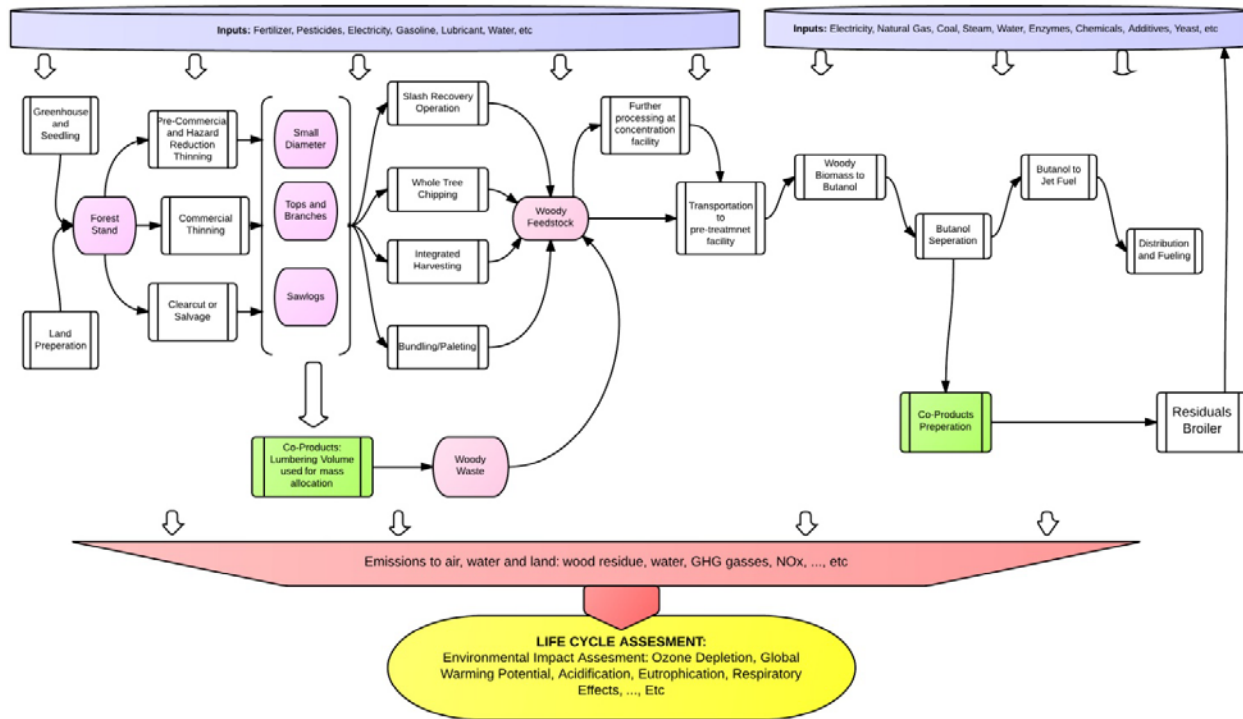 Inputs: Fertilizer, Pesticides, Electricity, Gasoline, Lubricant, Water, etc
Inputs: Electricity, Natural Gas, Coal, Steam, Water, Enzymes, Chemicals, Additives, Yeast, etc
Greenhouse
and
Seedling
Forest
Stand
Land
Preperation
Pre-Commercia
and Hazard
Reduction
Thinning
Commercial
Thinning
Clearcut or
Salvage
Small
Diameter
Tops and
Branches
Sawlogs
Slash Recovery
Operation
Whole Tree
Chipping
Integrated
Harvesting
Bundling/Paleting
Woody
Feedstock
Further
processing at
concentration
facility
Transportation
to
pre-treatmnet
facility
Woody
Biomass to
Butanol
Butanol
Seperation
Butanol to
Jet Fuel
Distribution
and Fueling
Co-Products:
Lumbering Volume
used for mass
allocation
Woody
Waste
Co-Products
Preperation
Residuals
Broiler
Emissions to air, water and land: wood residue, water, GHG gasses, NOx, ..., etc
LIFE CYCLE ASSESMENT:
Environmental Impact Assesment: Ozone Depletion, Global
Warming Potential, Acidification, Eutrophication, Respiratory
Effects, ..., Etc